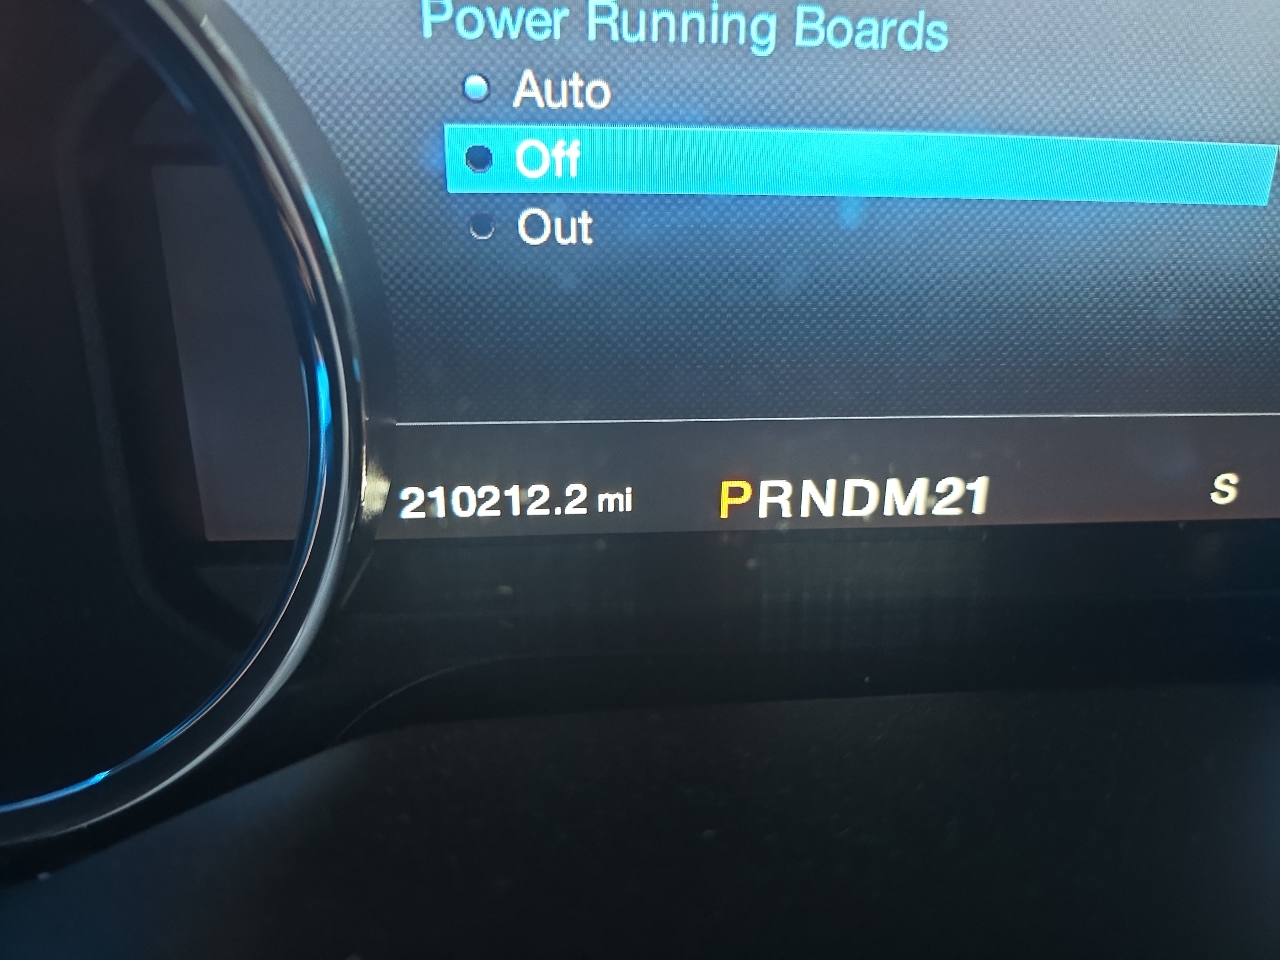 Power Running Boards
Auto
Off
Out
210212.2 mi PRNDM21 S